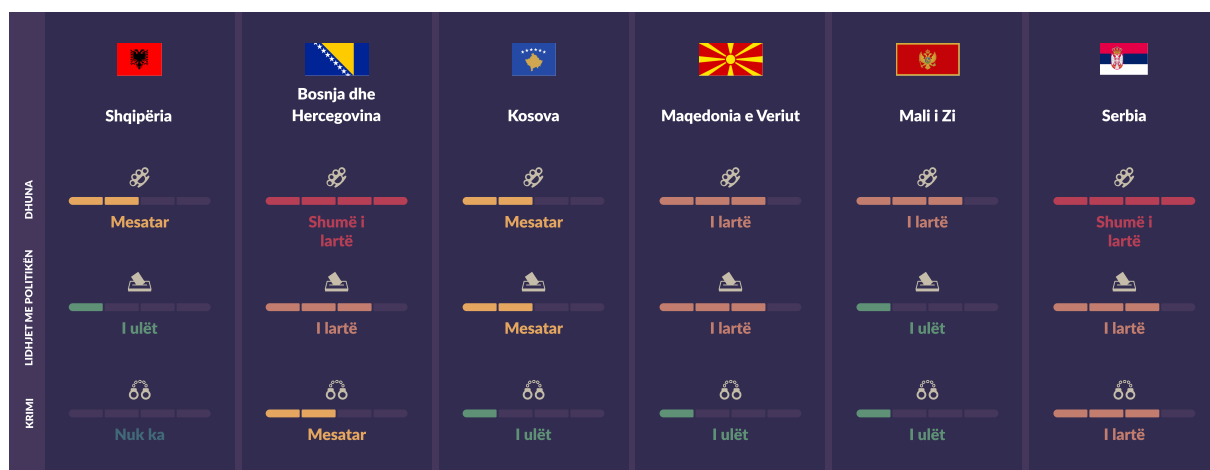 Shqipëria
Bosnja dhe
Hercegovina
Kosova
Maqedonia e Veriut
Mali i Zi
Serbia
DHUNA
Mesatar
Shumë i
lartë
Mesatar
I lartë
I lartë
Shumë i
lartë
LIDHJET ME POLITIKËN
I ulët
I lartë
Mesatar
I lartë
I ulët
I lartë
KRIMI
Nuk ka
Mesatar
I ulët
I ulët
I ulët
I lartë